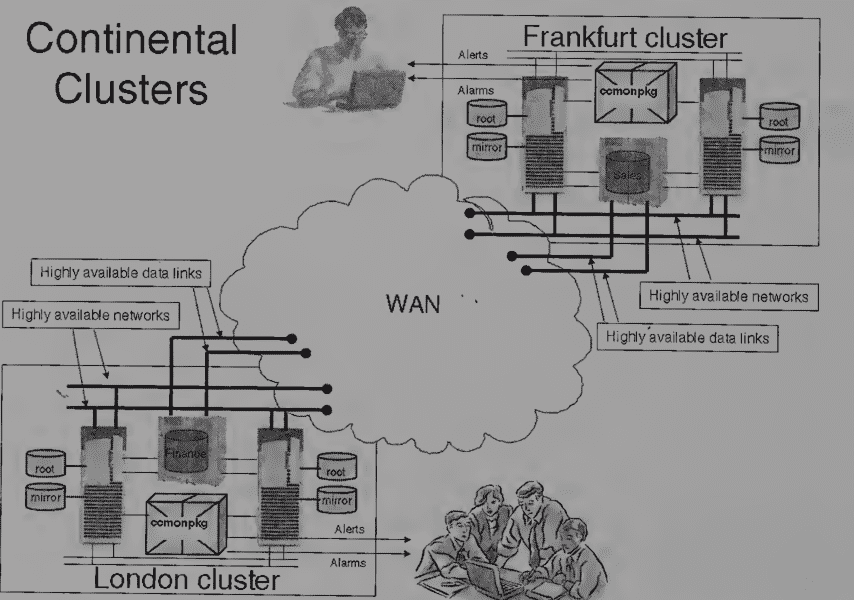 Continental
Clusters
Frankfurt cluster
Alerts
Alarms
ccmonpkg
root
mirror
root
mirror
Sales
WAN
Highly available data links
Highly available networks
Highly available networks
Highly available data links
Finance
root
mirror
root
mirror
ccmonpkg
Alerts
Alarms
London cluster